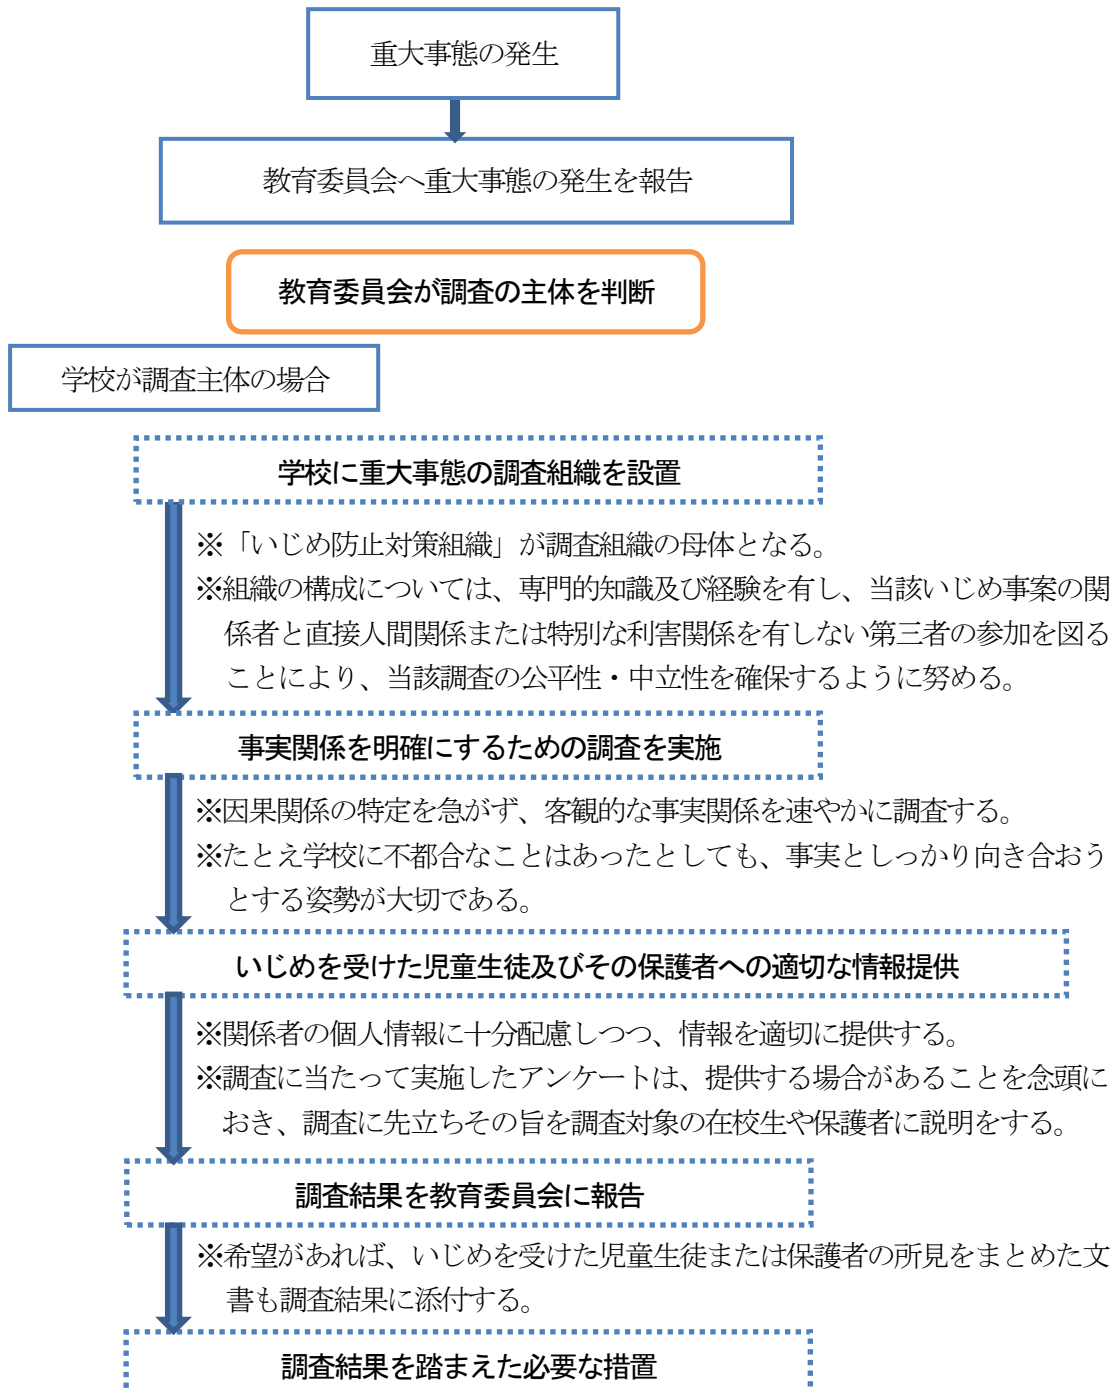 重大事態の発生
教育委員会へ重大事態の発生を報告
教育委員会が調査の主体を判断
学校が調査主体の場合
学校に重大事態の調査組織を設置
※「いじめ防止対策組織」が調査組織の母体となる。
※組織の構成については、専門的知識及び経験を有し、当該いじめ事案の関
係者と直接人間関係または特別な利害関係を有しない第三者の参加を図る
ことにより、当該調査の公平性・中立性を確保するように努める。
事実関係を明確にするための調査を実施
※因果関係の特定を急がず、客観的な事実関係を速やかに調査する。
※たとえ学校に不都合なことはあったとしても、事実としっかり向き合おう
とする姿勢が大切である。
いじめを受けた児童生徒及びその保護者への適切な情報提供
※関係者の個人情報に十分配慮しつつ、情報を適切に提供する。
※調査に当たって実施したアンケートは、提供する場合があることを念頭に
おき、調査に先立ちその旨を調査対象の在校生や保護者に説明をする。
調査結果を教育委員会に報告
※希望があれば、いじめを受けた児童生徒または保護者の所見をまとめた文
書も調査結果に添付する。
調査結果を踏まえた必要な措置